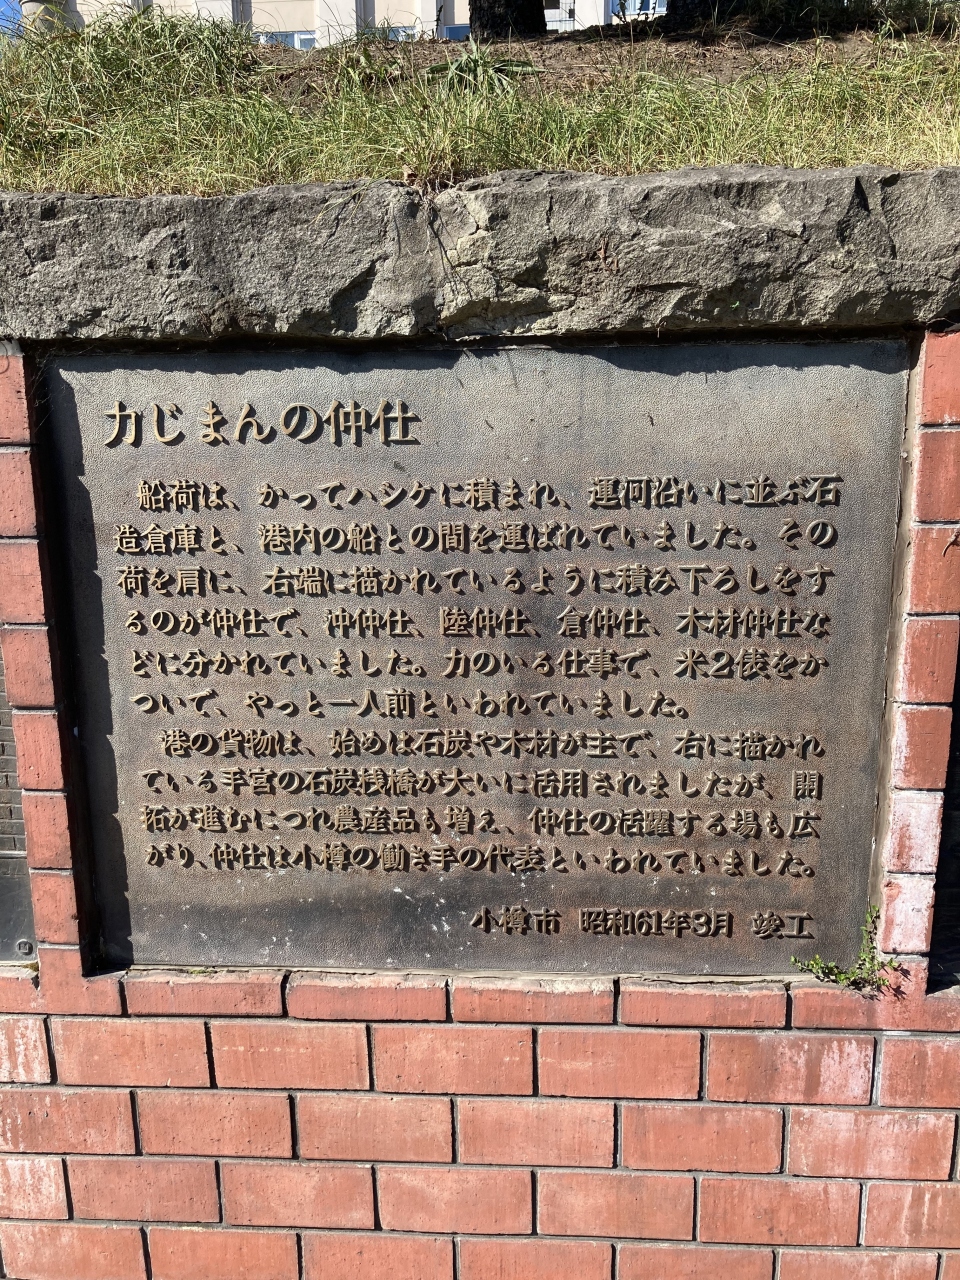 力じまんの仲仕
船荷は、かってハシケに積まれ、運河沿いに並ぶ石
造倉庫と、港内の船との間を運ばれていました。その
荷を肩に、右端に描かれているように積み下ろしをす
るのが仲仕で、沖仲仕、陸仲仕、倉仲仕、木材仲仕な
どに分かれていました。力のいる仕事で、米2俵をか
ついで、やっと一人前といわれていました。
港の貨物は、始めは石炭や木材が主で、右に描かれ
ている手宮の石炭桟橋が大いに活用されましたが、開
拓が進むにつれ農産品も増え、仲仕の活躍する場も広
がり、仲仕は小樽の働き手の代表といわれていました。
小樽市 昭和61年3月 竣工